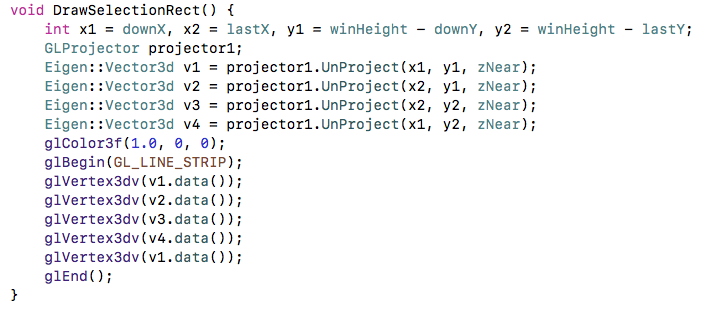 void DrawSelectionRect() {
    int x1 = downX, x2 = lastX, y1 = winHeight - downY, y2 = winHeight - lastY;
    GLProjector projector1;
    Eigen::Vector3d v1 = projector1.UnProject(x1, y1, zNear);
    Eigen::Vector3d v2 = projector1.UnProject(x2, y1, zNear);
    Eigen::Vector3d v3 = projector1.UnProject(x2, y2, zNear);
    Eigen::Vector3d v4 = projector1.UnProject(x1, y2, zNear);
    glColor3f(1.0, 0, 0);
    glBegin(GL_LINE_STRIP);
    glVertex3dv(v1.data());
    glVertex3dv(v2.data());
    glVertex3dv(v3.data());
    glVertex3dv(v4.data());
    glVertex3dv(v1.data());
    glEnd();
}